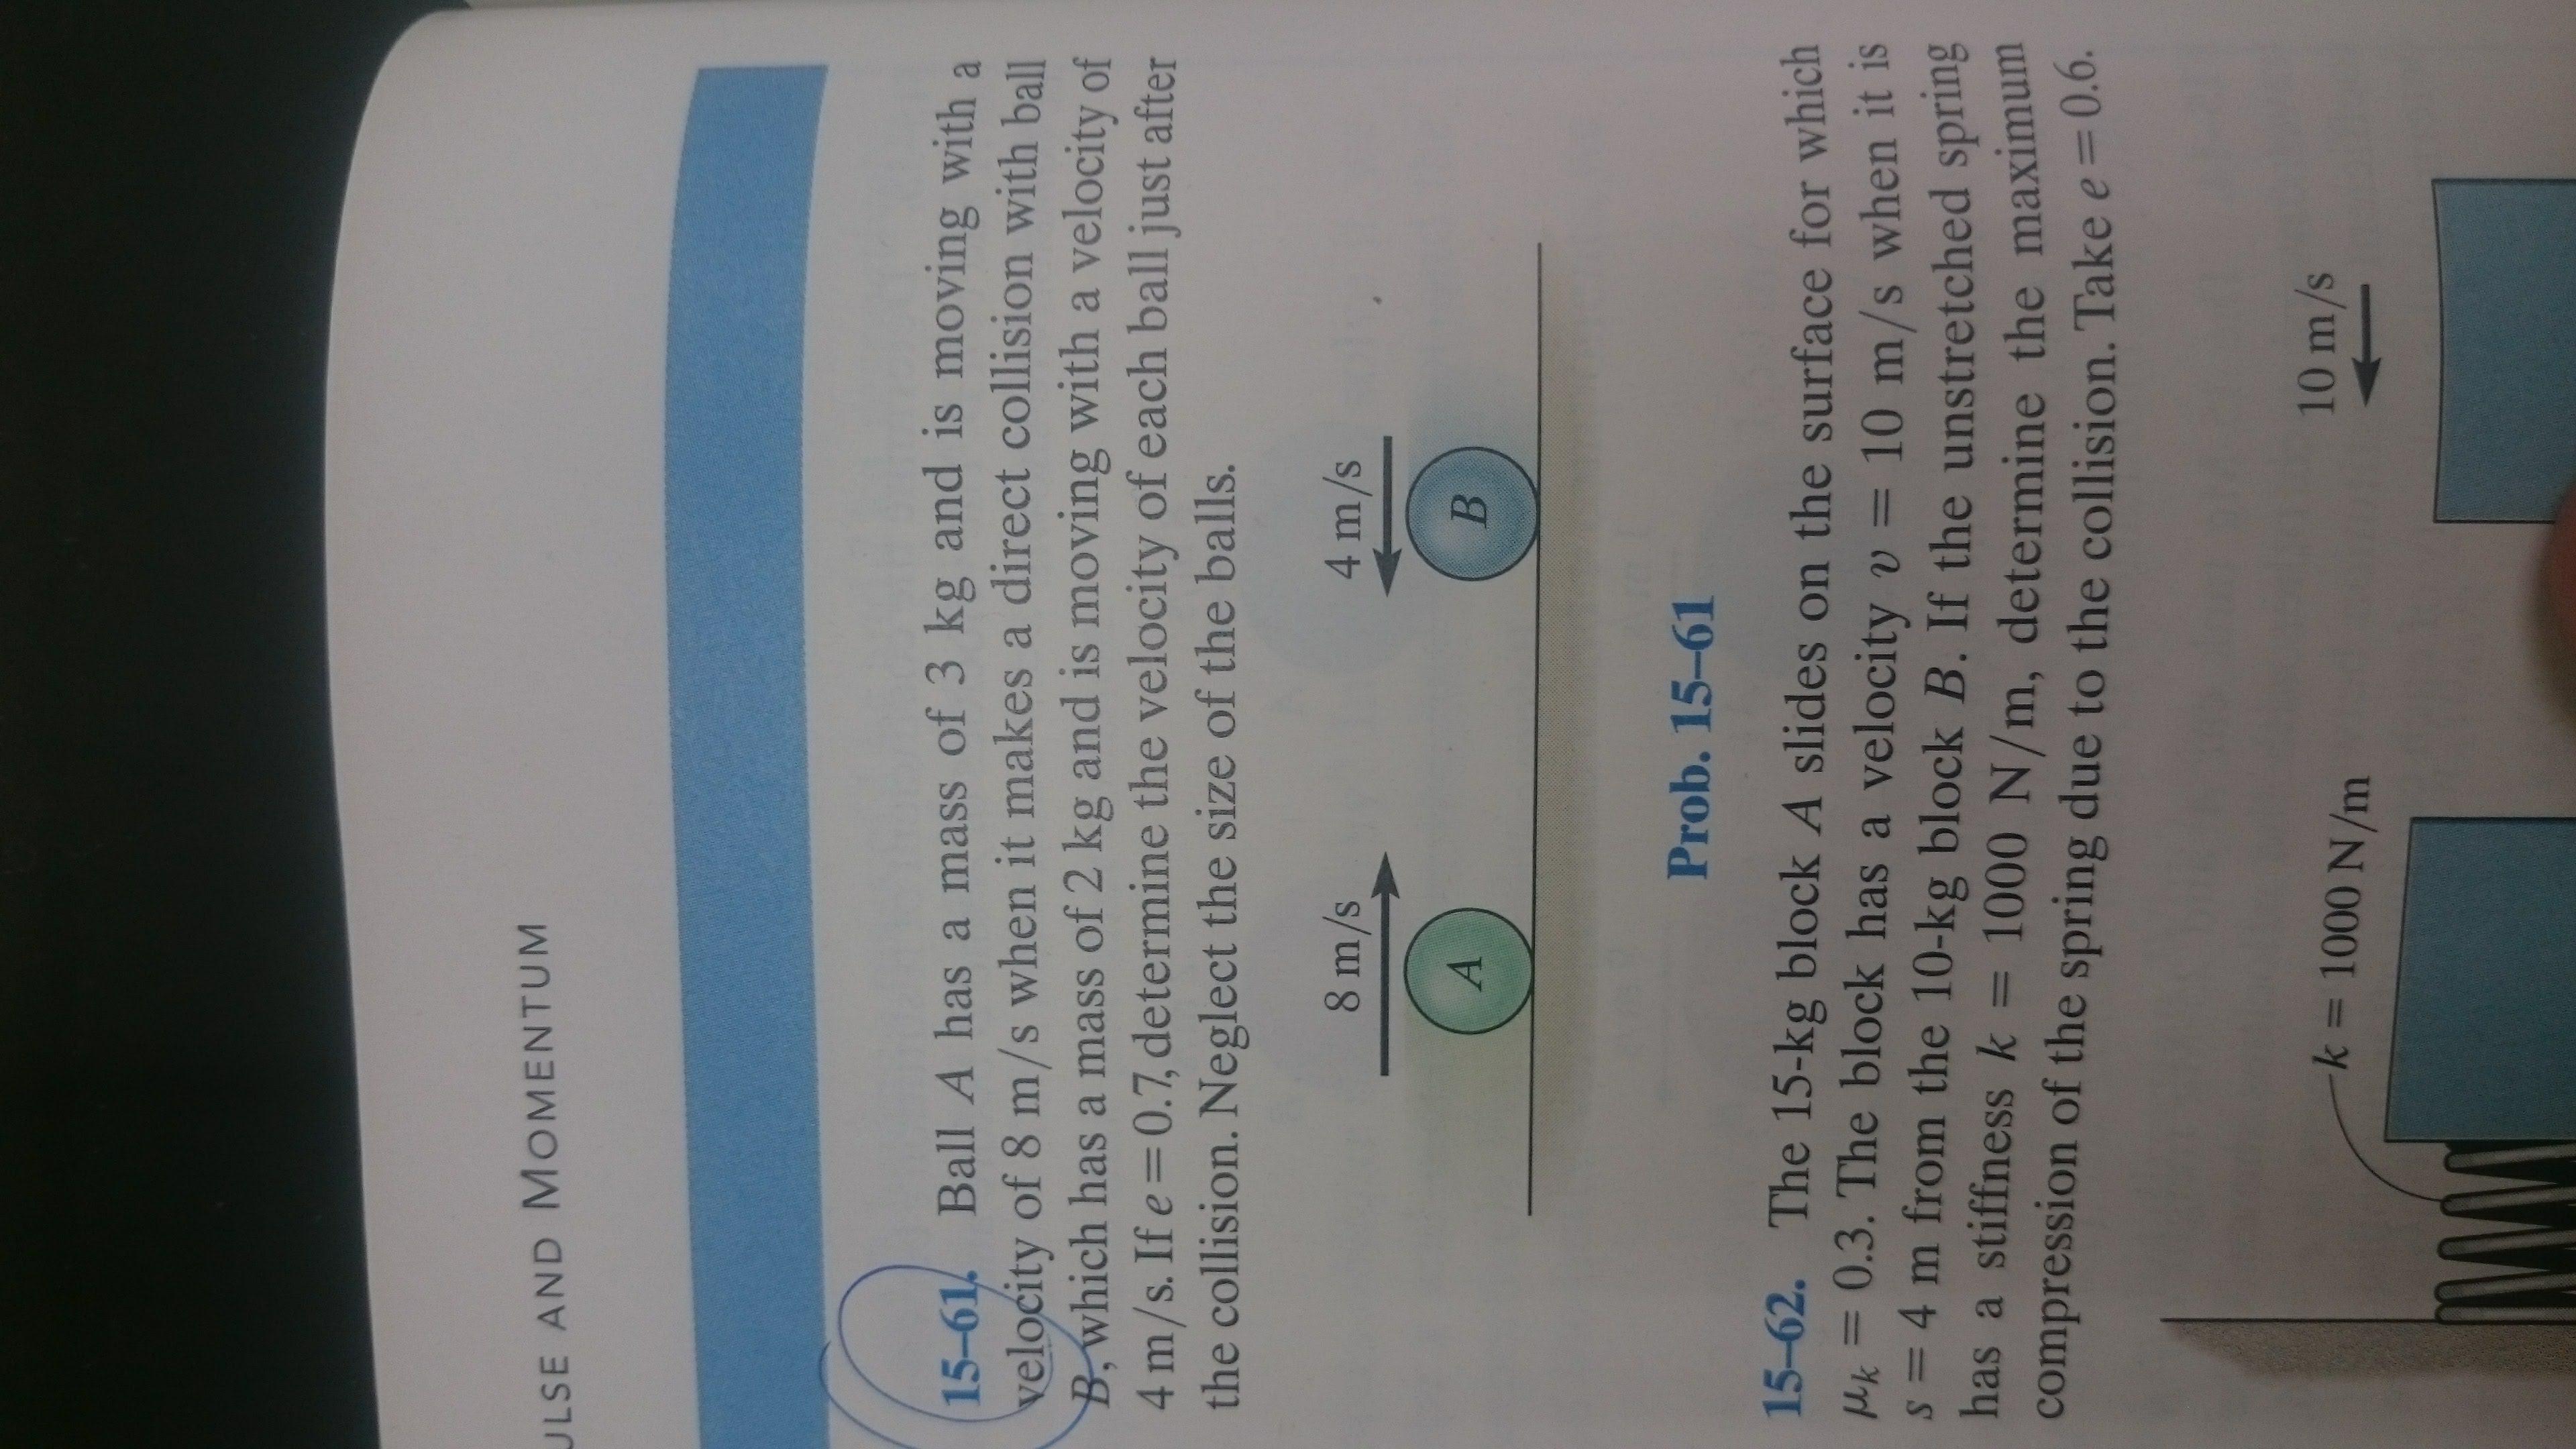 ULSE AND MOMENTUM
15–61. Ball A has a mass of 3 kg and is moving with a
velocity of 8 m/s when it makes a direct collision with ball
B, which has a mass of 2 kg and is moving with a velocity of
4 m/s. If e = 0.7, determine the velocity of each ball just after
the collision. Neglect the size of the balls.
8 m/s
4 m/s
A
B
Prob. 15–61
15–62. The 15-kg block A slides on the surface for which
μk = 0.3. The block has a velocity v = 10 m/s when it is
s = 4 m from the 10-kg block B. If the unstretched spring
has a stiffness k = 1000 N/m, determine the maximum
compression of the spring due to the collision. Take e = 0.6.
k = 1000 N/m
10 m/s